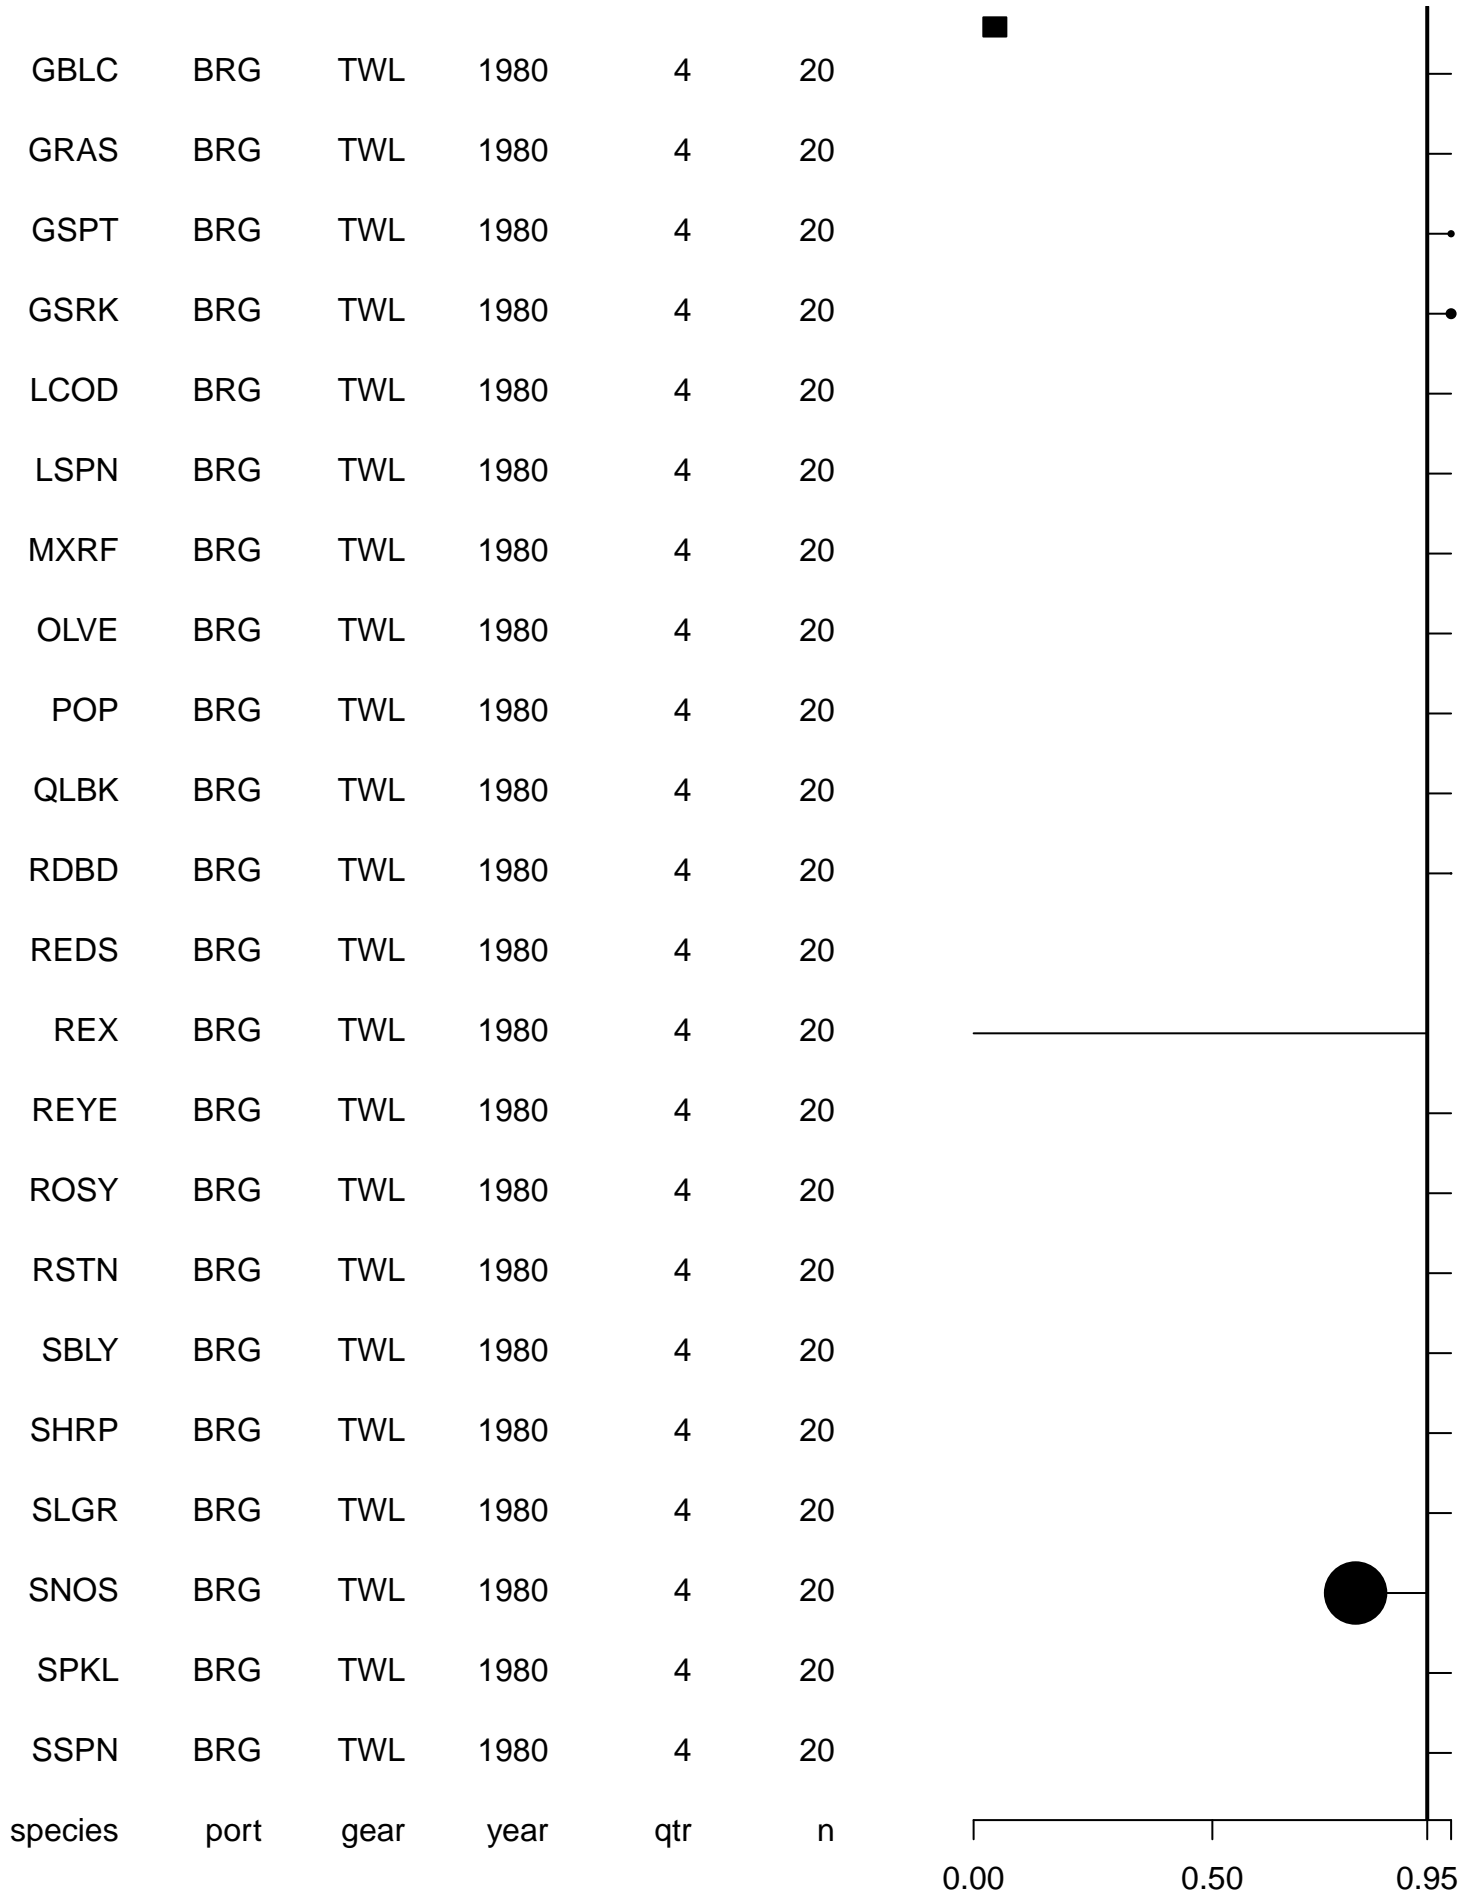 GBLC BRG TWL 1980 4 20
GRAS BRG TWL 1980 4 20
GSPT BRG TWL 1980 4 20
GSRK BRG TWL 1980 4 20
LCOD BRG TWL 1980 4 20
LSPN BRG TWL 1980 4 20
MXRF BRG TWL 1980 4 20
OLVE BRG TWL 1980 4 20
POP BRG TWL 1980 4 20
QLBK BRG TWL 1980 4 20
RDBD BRG TWL 1980 4 20
REDS BRG TWL 1980 4 20
REX BRG TWL 1980 4 20
REYE BRG TWL 1980 4 20
ROSY BRG TWL 1980 4 20
RSTN BRG TWL 1980 4 20
SBLY BRG TWL 1980 4 20
SHRP BRG TWL 1980 4 20
SLGR BRG TWL 1980 4 20
SNOS BRG TWL 1980 4 20
SPKL BRG TWL 1980 4 20
SSPN BRG TWL 1980 4 20
species port gear year qtr n
0.00 0.50 0.95